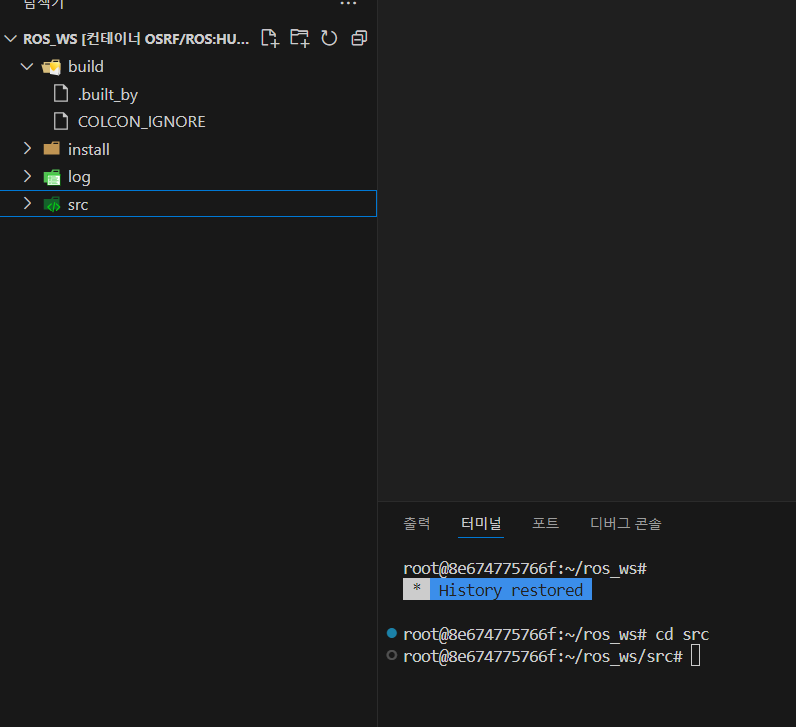 탐색기
ROS_WS [컨테이너 OSRF/ROS:HU...
build
.built_by
COLCON_IGNORE
install
log
src
출력 터미널 포트 디버그 콘솔
root@8e674775766f:~/ros_ws#
* History restored
root@8e674775766f:~/ros_ws# cd src
root@8e674775766f:~/ros_ws/src#